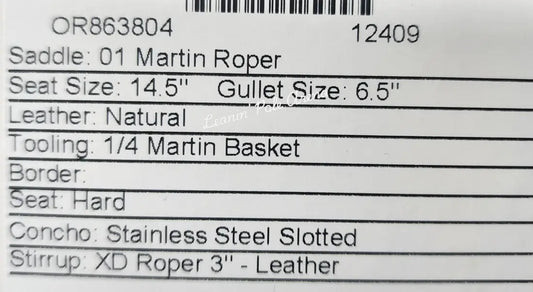 OR863804 12409
Saddle: 01 Martin Roper
Seat Size: 14.5" Gullet Size: 6.5"
Leather: Natural
Tooling: 1/4 Martin Basket
Border:
Seat: Hard
Concho: Stainless Steel Slotted
Stirrup: XD Roper 3" - Leather